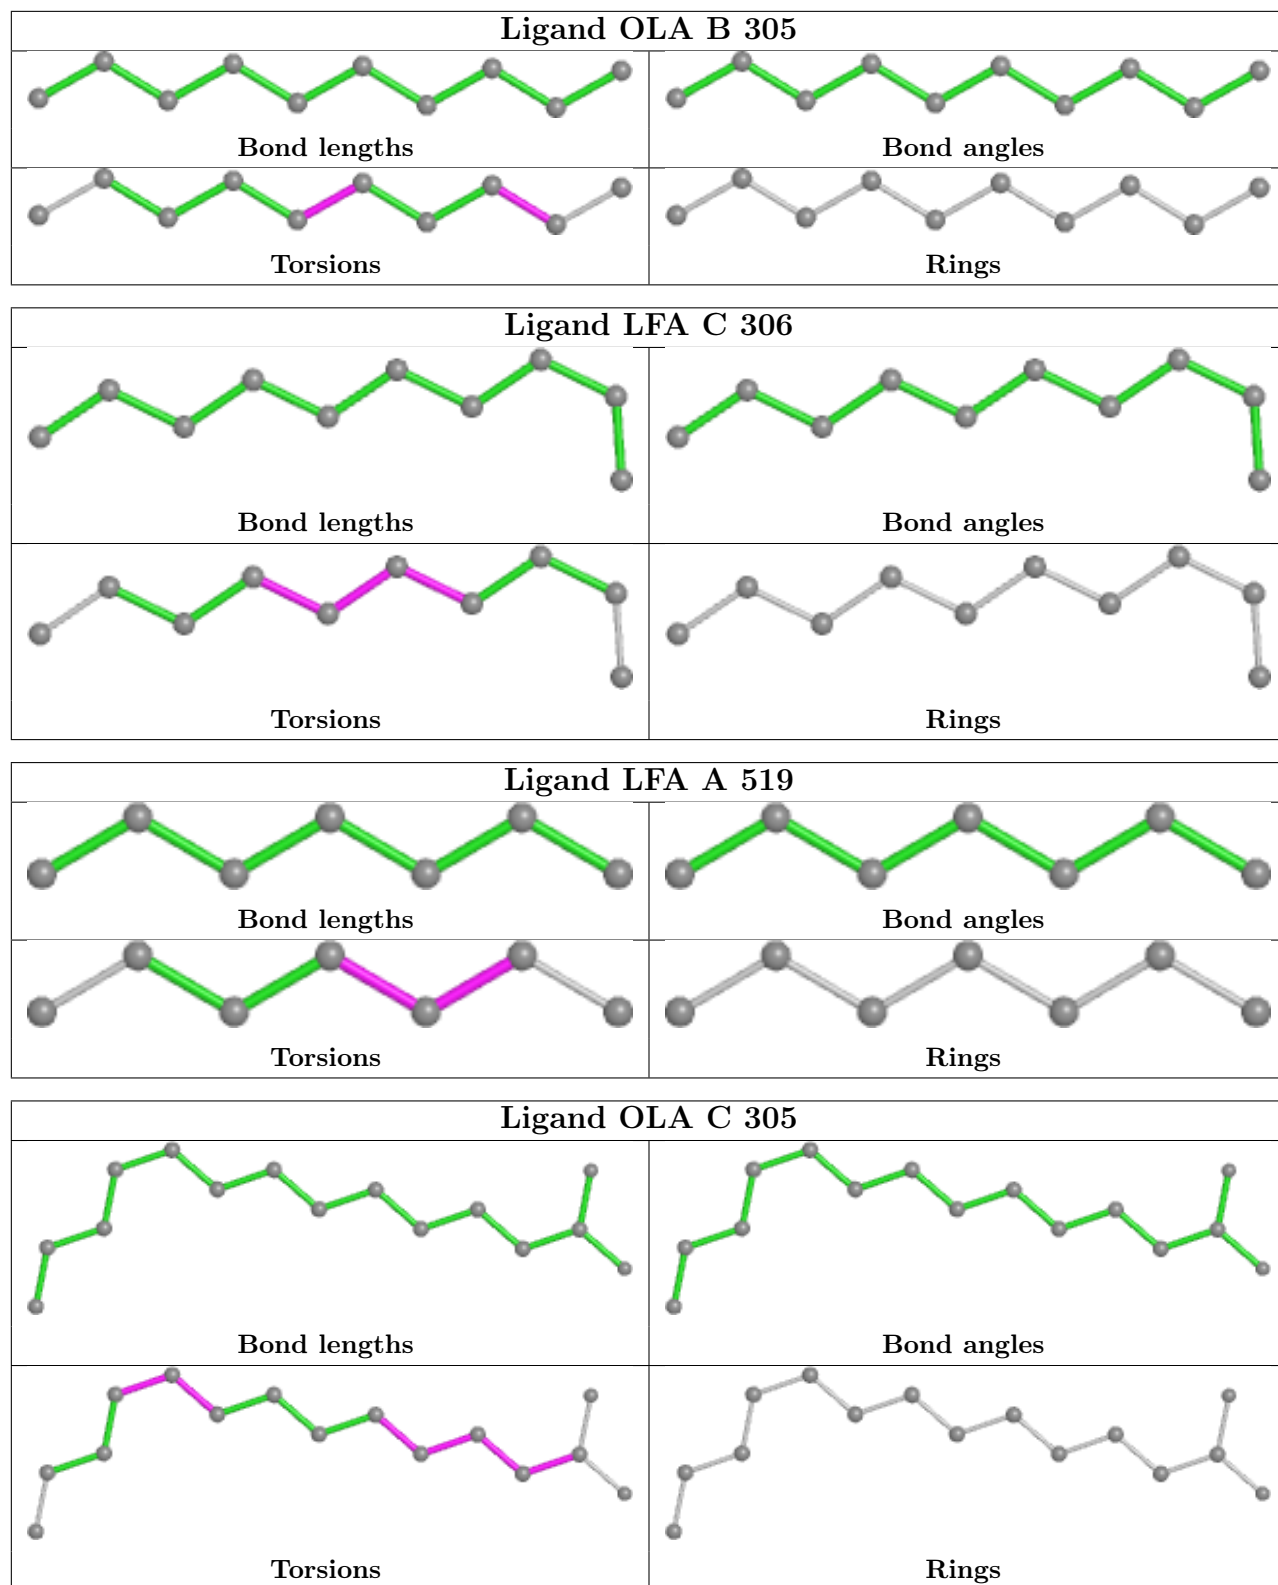 Ligand OLA B 305
Bond lengths Bond angles
Torsions Rings
Ligand LFA C 306
Bond lengths Bond angles
Torsions Rings
Ligand LFA A 519
Bond lengths Bond angles
Torsions Rings
Ligand OLA C 305
Bond lengths Bond angles
Torsions Rings